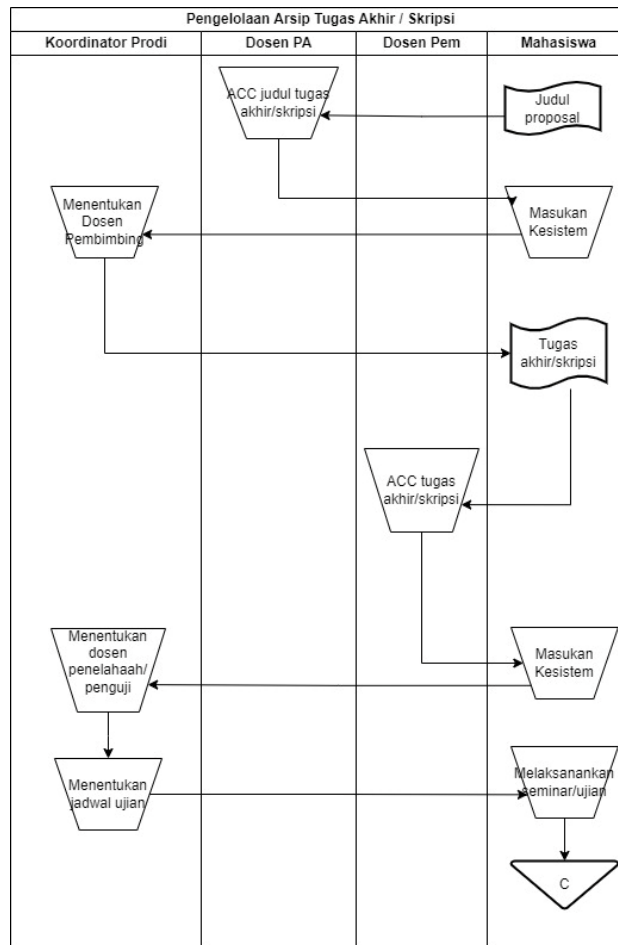 Pengelolaan Arsip Tugas Akhir / Skripsi
Koordinator Prodi
Dosen PA
Dosen Pem
Mahasiswa
ACC judul tugas
akhir/skripsi
Judul
proposal
Menentukan
Dosen
Pembimbing
Masukan
Kesistem
Tugas
akhir/skripsi
ACC tugas
akhir/skripsi
Menentukan
dosen
penelahaah/
penguji
Masukan
Kesistem
Menentukan
jadwal ujian
Melaksanankan
seminar/ujian
C